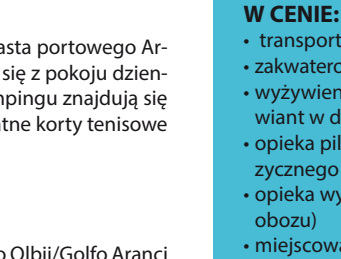 asta portowego Ar-
się z pokoju dzien-
mpingu znajdują się
tne korty tenisowe
Olbii/Golfo Aranci
W CENIE:
• transport
• zakwatero
• wyżywien
wiant w d
• opieka pil
zycznego
• opieka wy
obozu)
• miejscowa